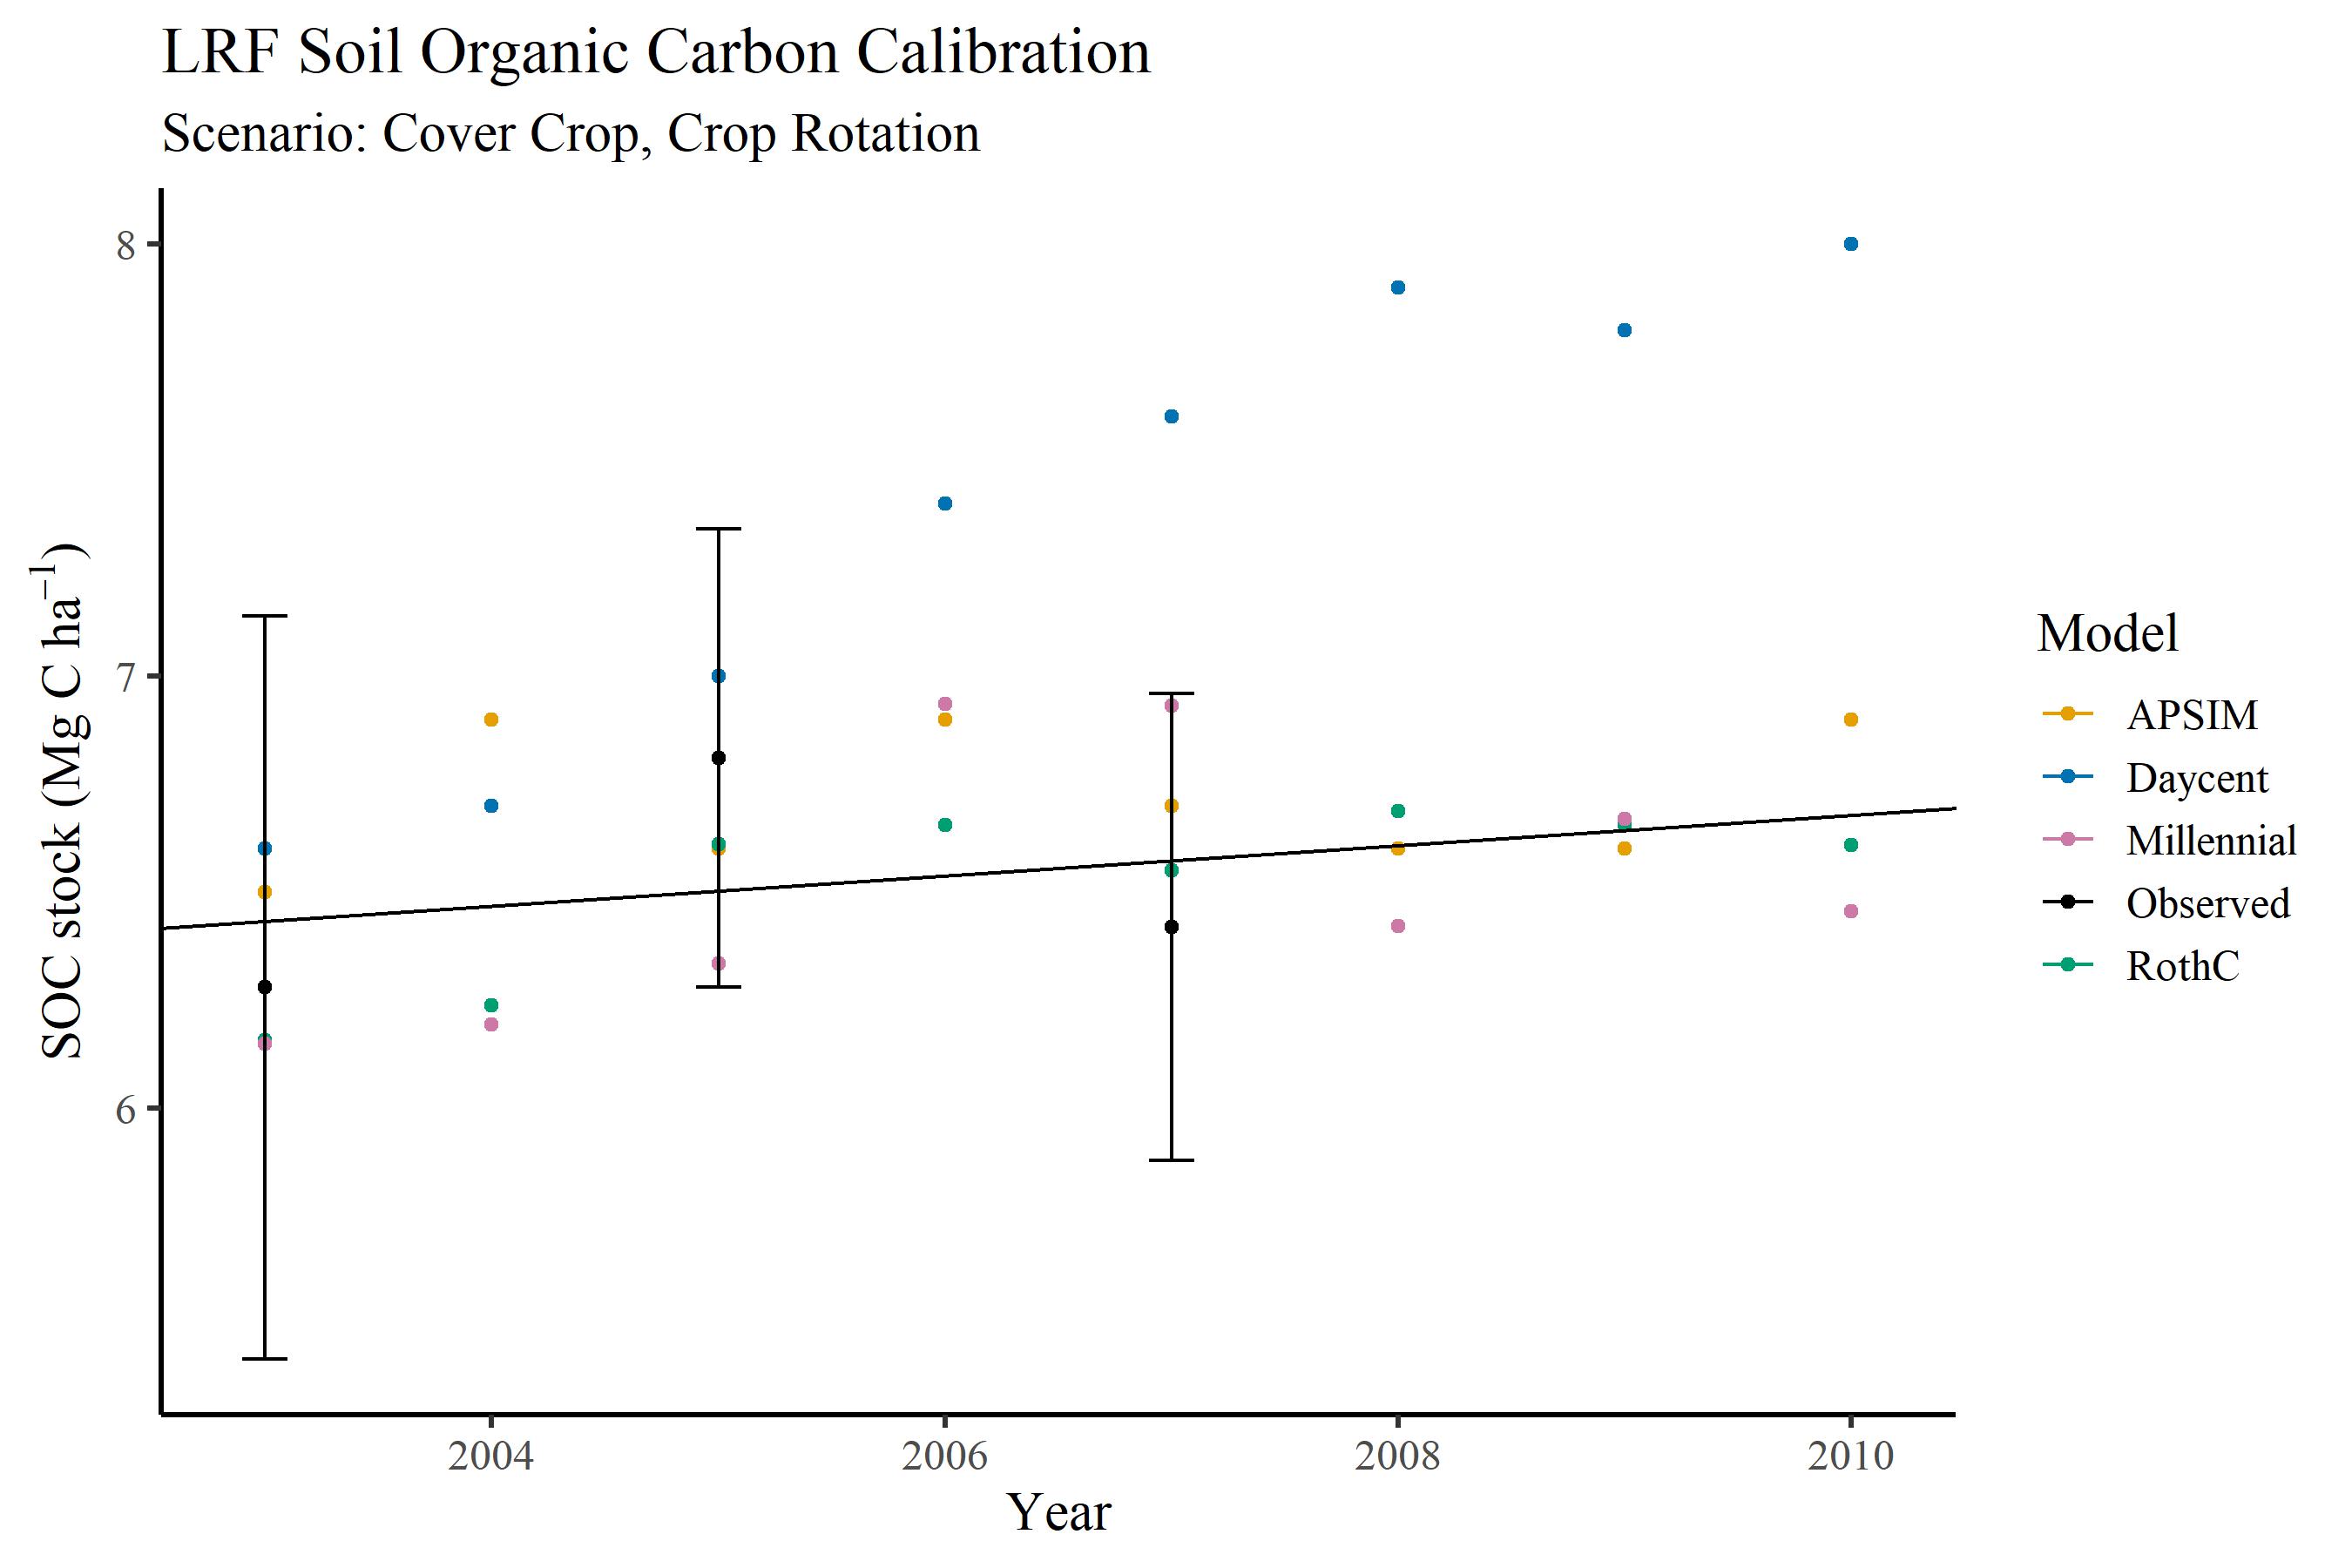 LRF Soil Organic Carbon Calibration
Scenario: Cover Crop, Crop Rotation
SOC stock (Mg C ha⁻¹)
8
7
6
2004 2006 2008 2010
Year
Model
APSIM
Daycent
Millennial
Observed
RothC